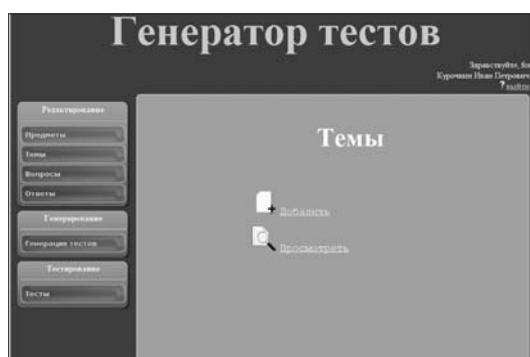 Генератор тестов
Здравствуйте,
Курочкин Иван Петрович
? выйти
Редактирование
Предметы
Темы
Вопросы
Ответы
Генерирование
Генерация тестов
Тестирование
Тесты
Темы
Добавить
Просмотреть